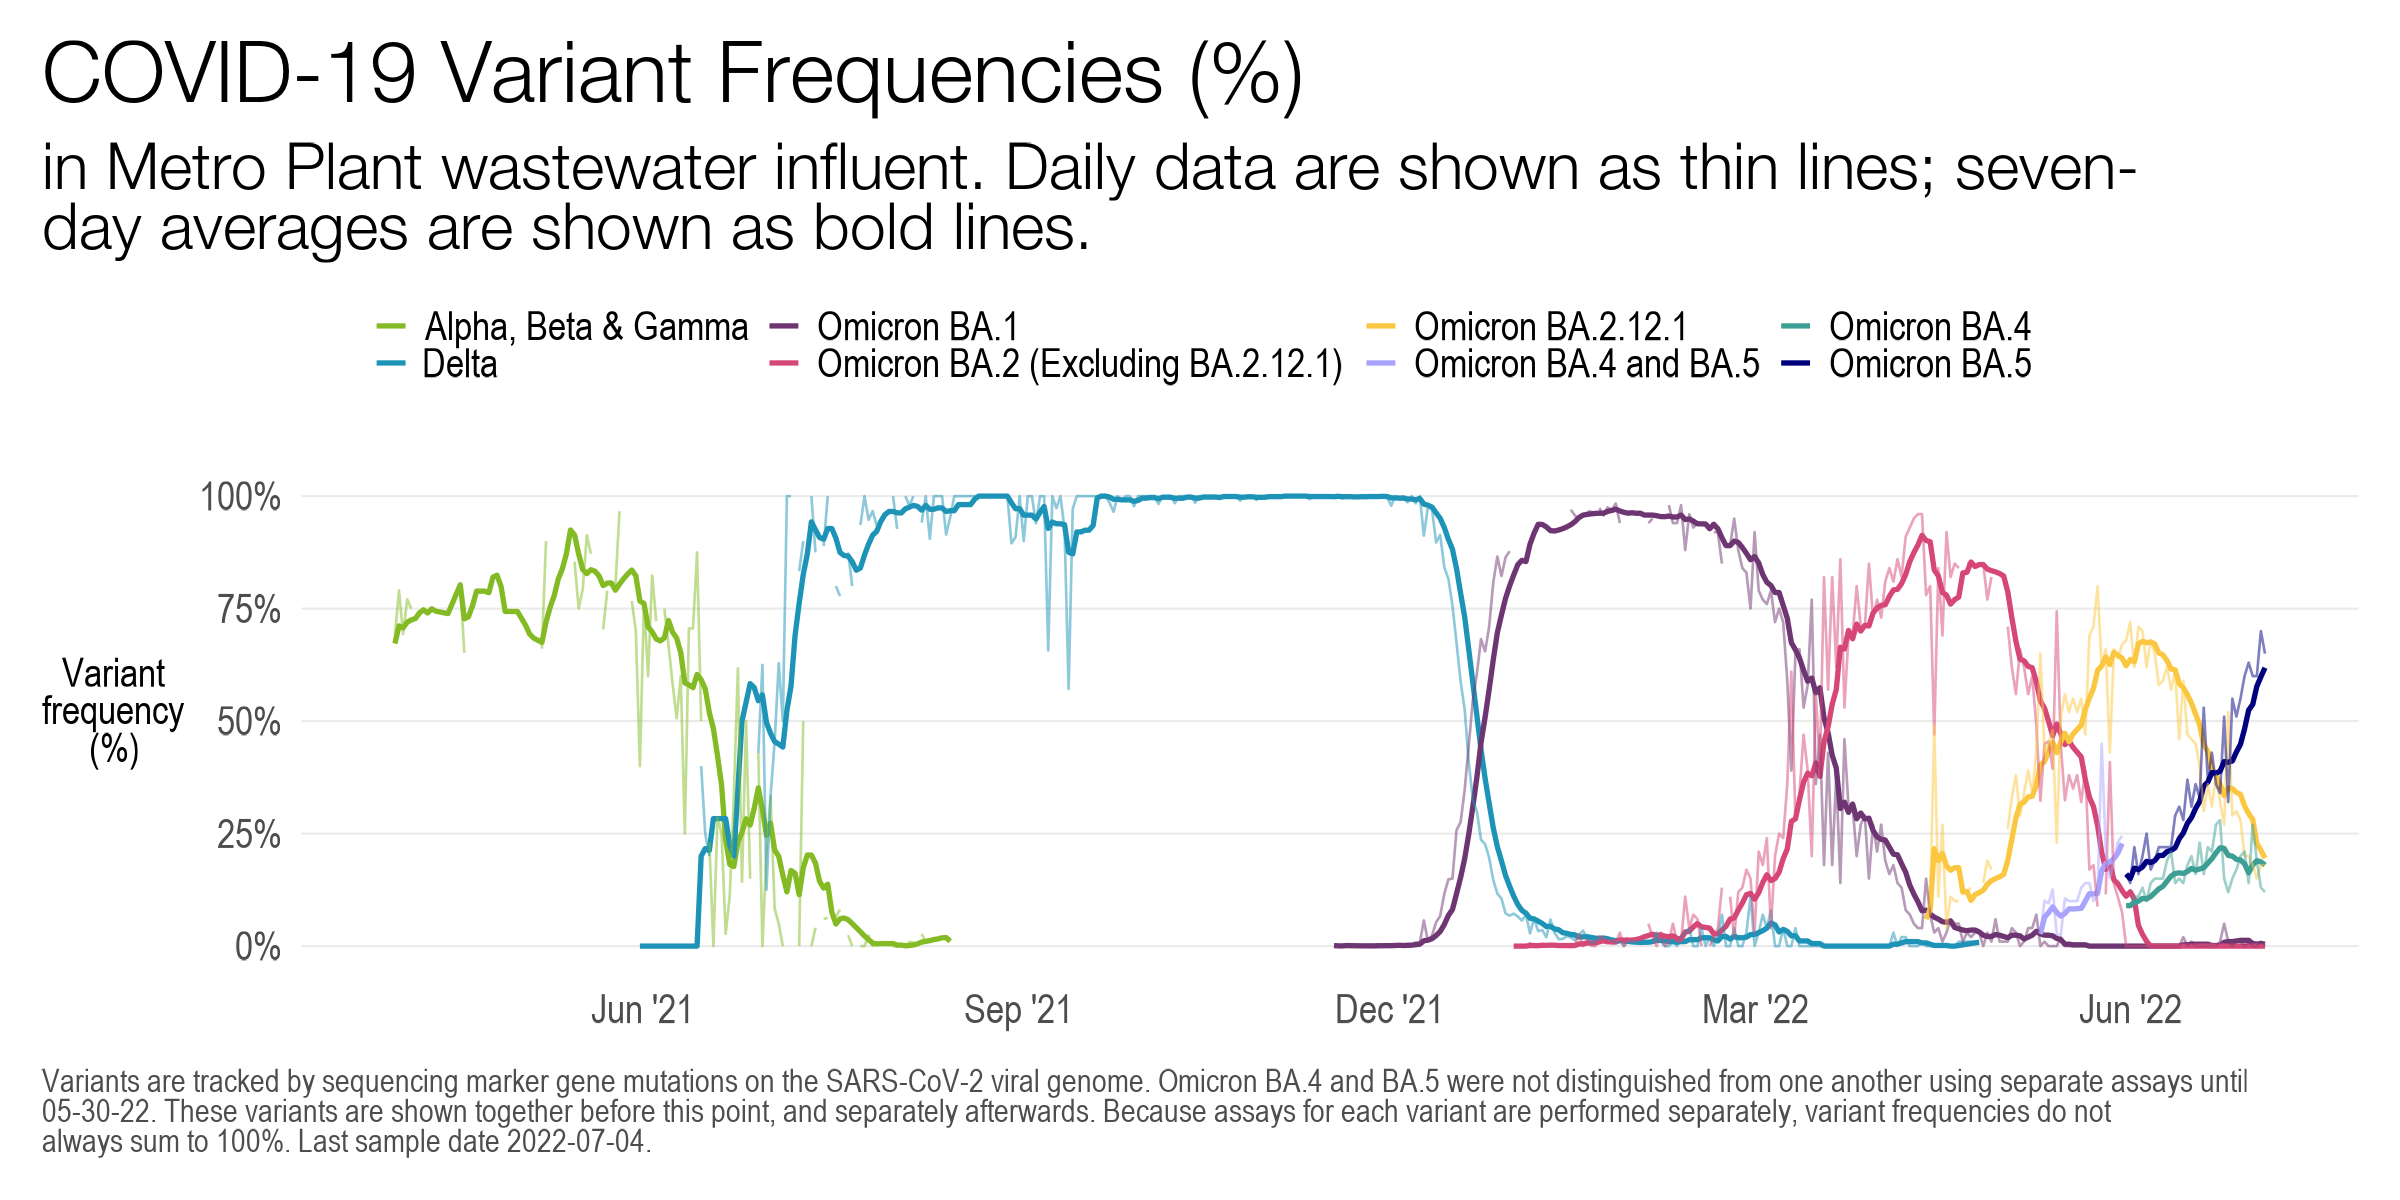 COVID-19 Variant Frequencies (%)
in Metro Plant wastewater influent. Daily data are shown as thin lines; seven-
day averages are shown as bold lines.
Alpha, Beta & Gamma
Omicron BA.1
Omicron BA.2.12.1
Omicron BA.4
Delta
Omicron BA.2 (Excluding BA.2.12.1)
Omicron BA.4 and BA.5
Omicron BA.5
Variant
frequency
(%)
100%
75%
50%
25%
0%
Jun '21
Sep '21
Dec '21
Mar '22
Jun '22
Variants are tracked by sequencing marker gene mutations on the SARS-CoV-2 viral genome. Omicron BA.4 and BA.5 were not distinguished from one another using separate assays until
05-30-22. These variants are shown together before this point, and separately afterwards. Because assays for each variant are performed separately, variant frequencies do not
always sum to 100%. Last sample date 2022-07-04.